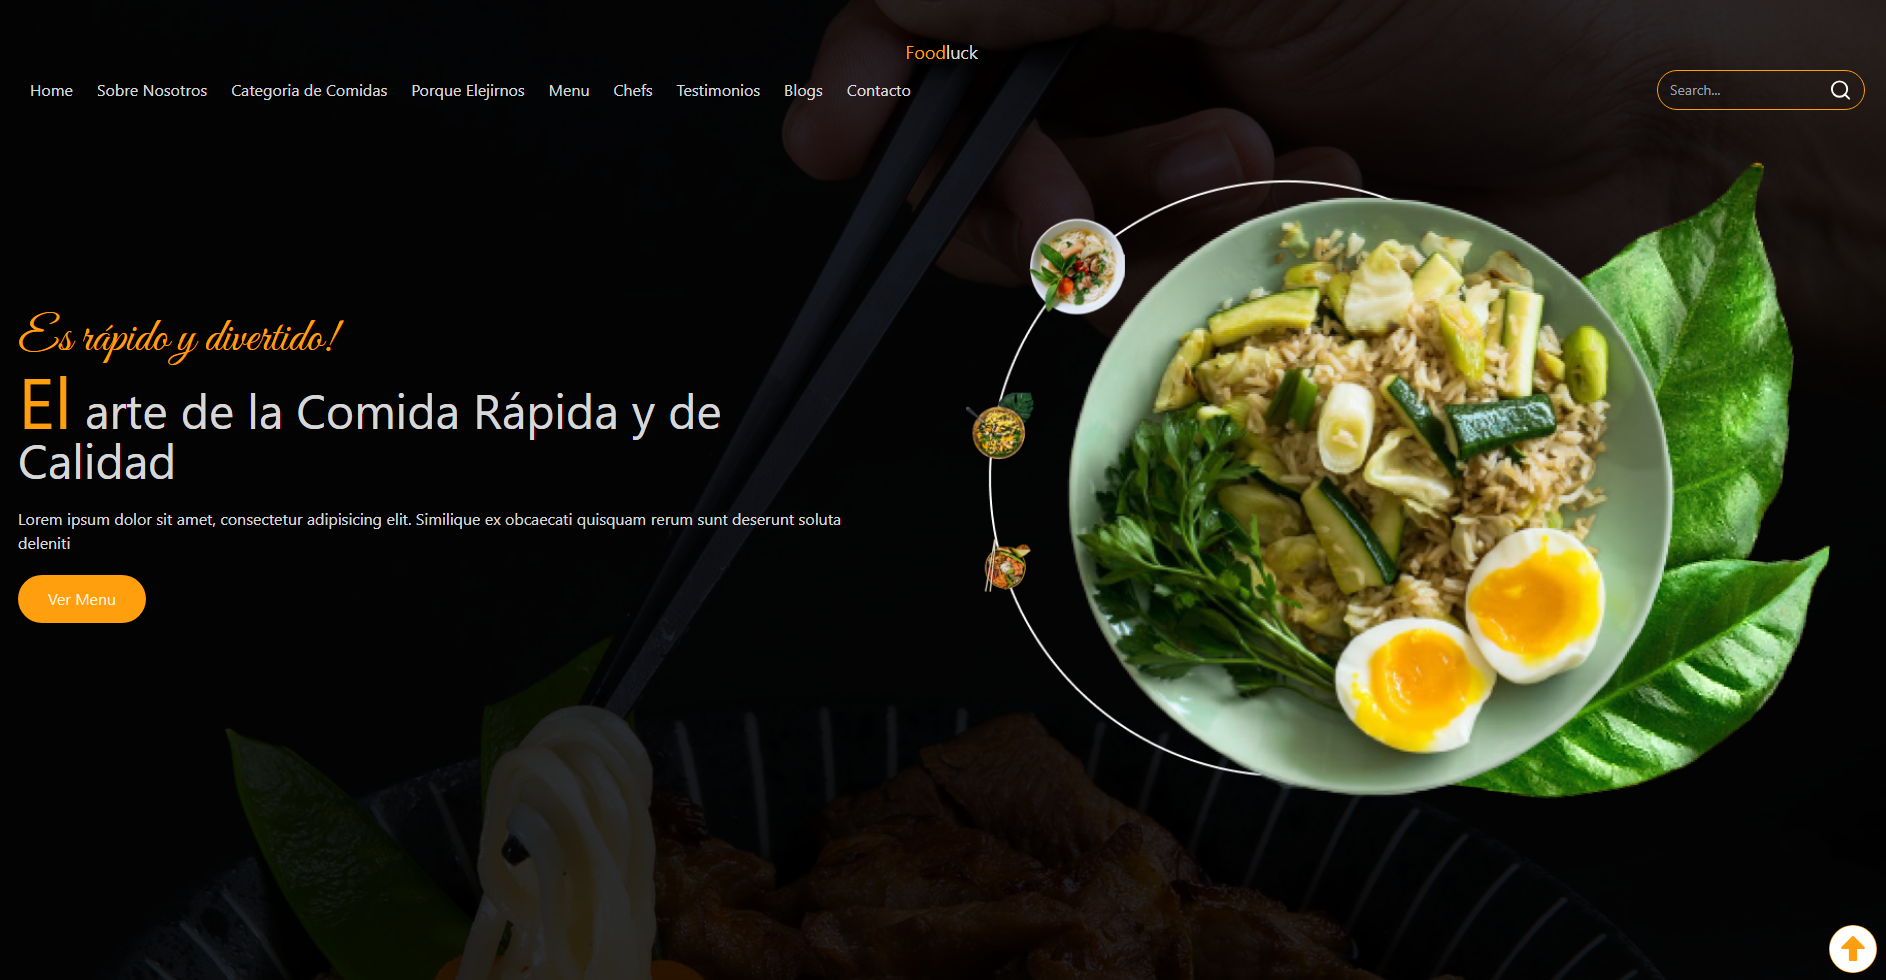 Foodluck
Home Sobre Nosotros Categoria de Comidas Porque Elejirnos Menu Chefs Testimonios Blogs Contacto Search...
Es rápido y divertido!
El arte de la Comida Rápida y de
Calidad
Lorem ipsum dolor sit amet, consectetur adipisicing elit. Similique ex obcaecati quisquam rerum sunt deserunt soluta
deleniti
Ver Menu